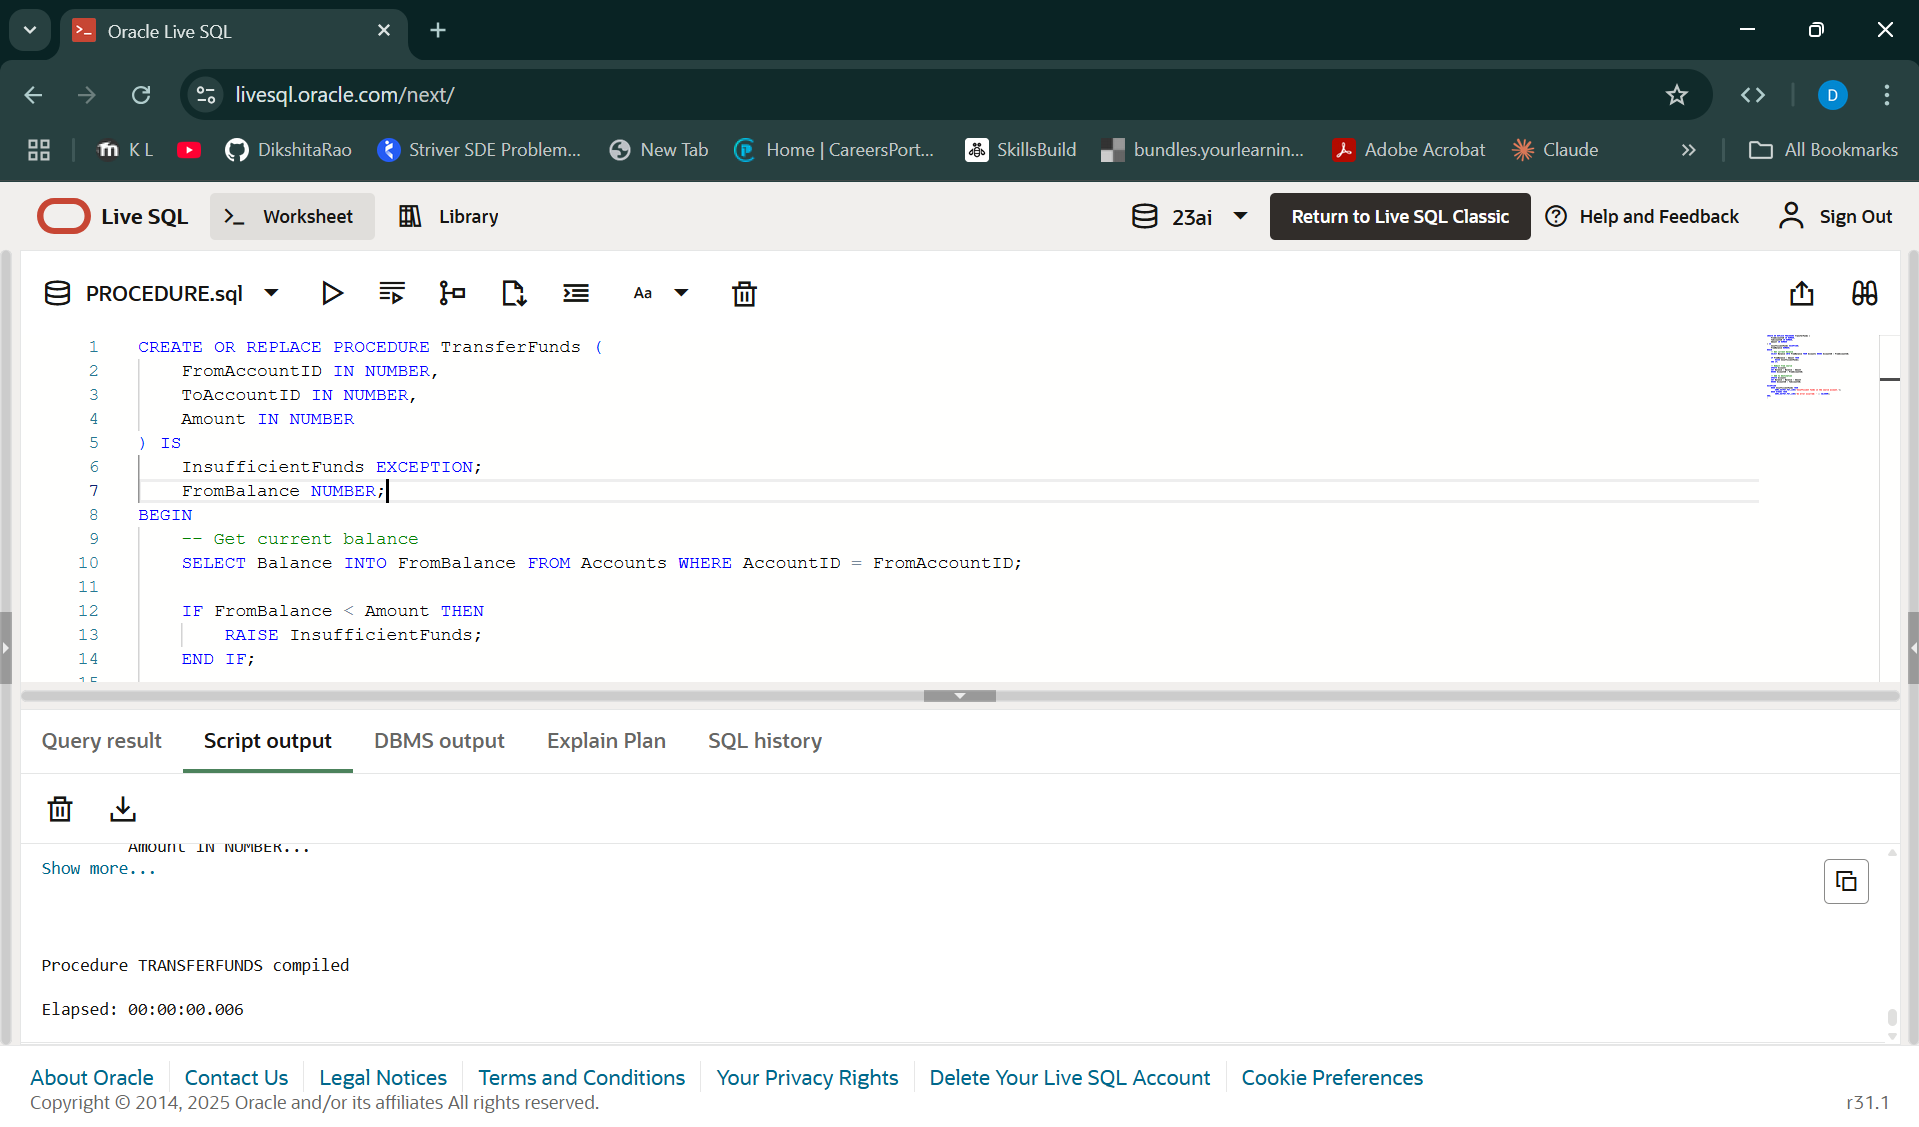 Oracle Live SQL
livesql.oracle.com/next/
D
K L
DikshitaRao
Striver SDE Problem...
New Tab
Home | CareersPort...
SkillsBuild
bundles.yourlearnin...
Adobe Acrobat
Claude
All Bookmarks
Live SQL
Worksheet
Library
23ai
Return to Live SQL Classic
Help and Feedback
Sign Out
PROCEDURE.sql
Aa
1 CREATE OR REPLACE PROCEDURE TransferFunds (
2 FromAccountID IN NUMBER,
3 ToAccountID IN NUMBER,
4 Amount IN NUMBER
5 ) IS
6 InsufficientFunds EXCEPTION;
7 FromBalance NUMBER;
8 BEGIN
9 -- Get current balance
10 SELECT Balance INTO FromBalance FROM Accounts WHERE AccountID = FromAccountID;
11
12 IF FromBalance < Amount THEN
13 RAISE InsufficientFunds;
14 END IF;
15
Query result
Script output
DBMS output
Explain Plan
SQL history
Amount IN NUMBER...
Show more...
Procedure TRANSFERFUNDS compiled
Elapsed: 00:00:00.006
About Oracle
Contact Us
Legal Notices
Terms and Conditions
Your Privacy Rights
Delete Your Live SQL Account
Cookie Preferences
Copyright © 2014, 2025 Oracle and/or its affiliates All rights reserved.
r31.1